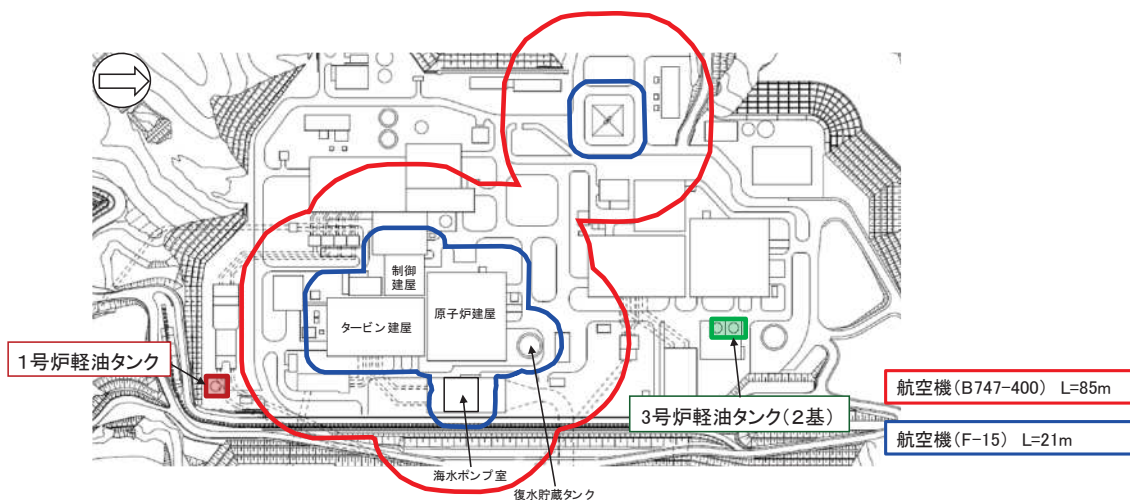 制御
建屋
原子炉建屋
タービン建屋
1号炉軽油タンク
3号炉軽油タンク(2基)
航空機(B747-400) L=85m
航空機(F-15) L=21m
海水ポンプ室
復水貯蔵タンク